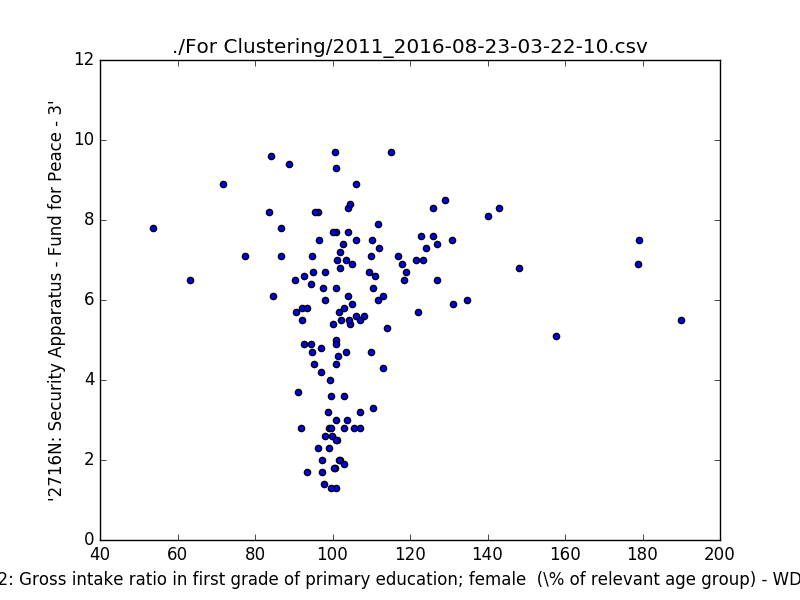 ./For Clustering/2011_2016-08-23-03-22-10.csv
12
10
8
6
4
2
0
'2716N: Security Apparatus - Fund for Peace - 3'
40 60 80 100 120 140 160 180 200
2: Gross intake ratio in first grade of primary education; female  (\% of relevant age group) - WD